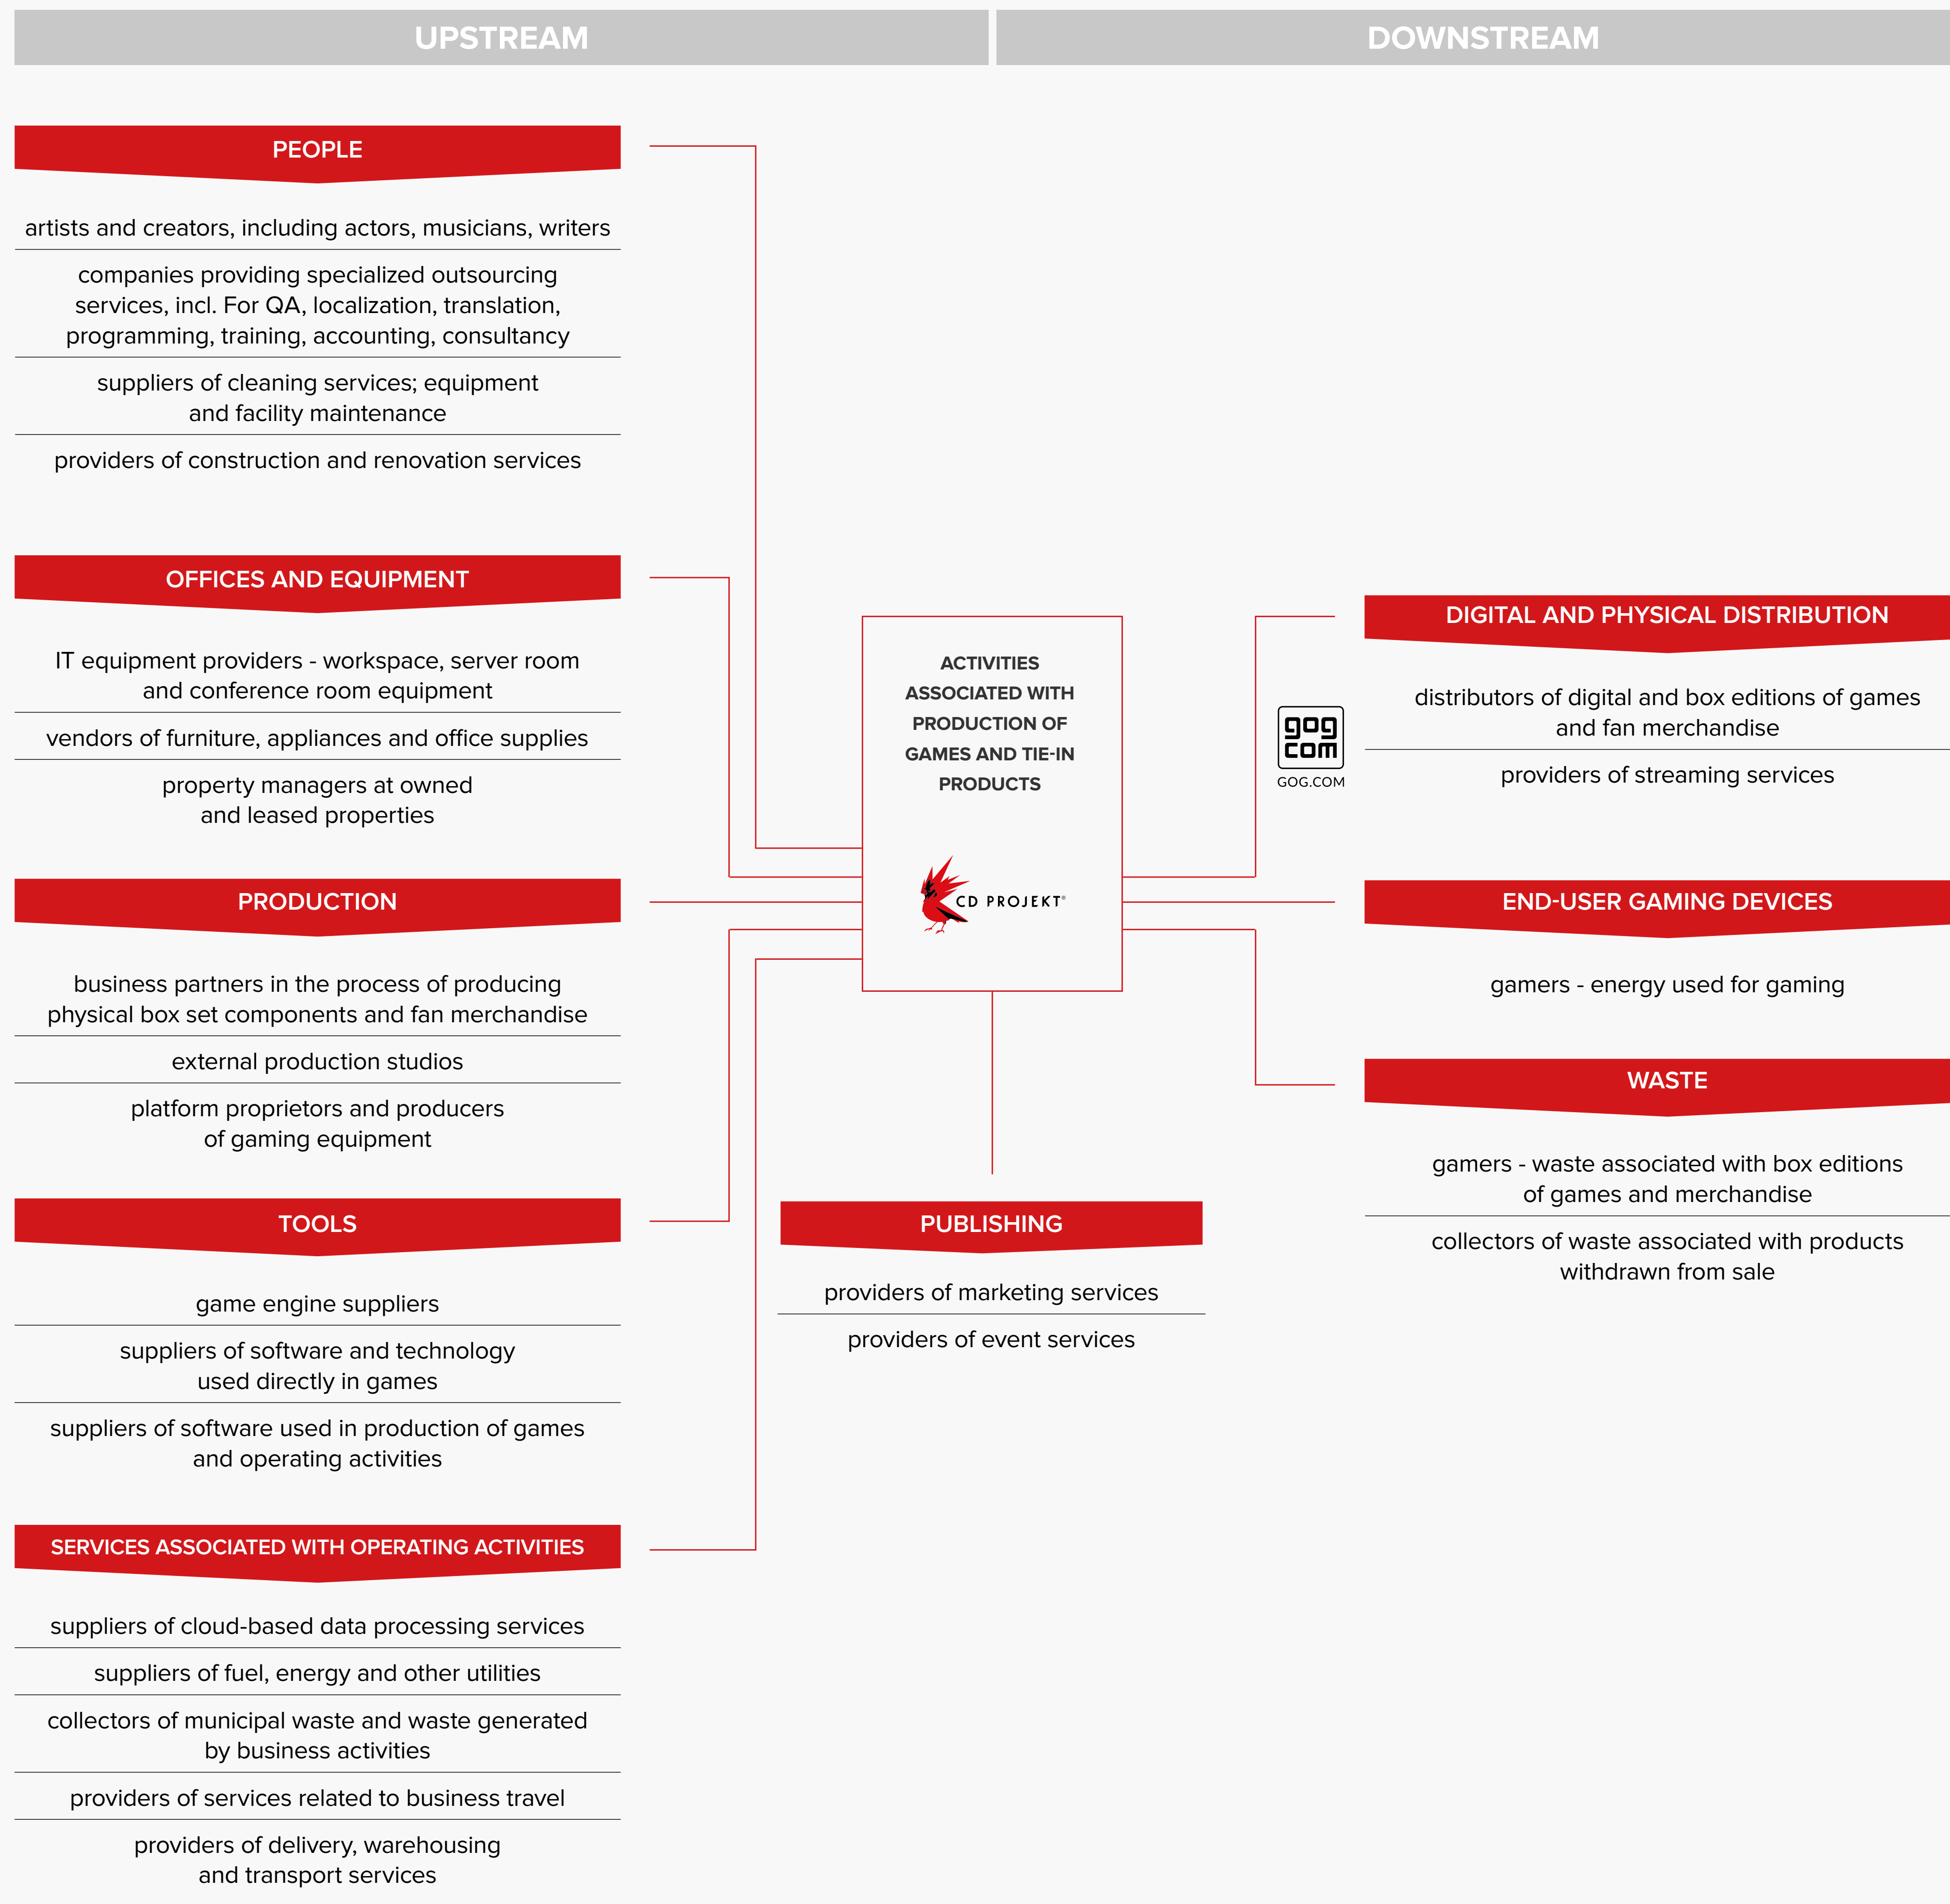 UPSTREAM
DOWNSTREAM
PEOPLE
artists and creators, including actors, musicians, writers
companies providing specialized outsourcing
services, incl. For QA, localization, translation,
programming, training, accounting, consultancy
suppliers of cleaning services; equipment
and facility maintenance
providers of construction and renovation services
OFFICES AND EQUIPMENT
IT equipment providers - workspace, server room
and conference room equipment
vendors of furniture, appliances and office supplies
property managers at owned
and leased properties
PRODUCTION
business partners in the process of producing
physical box set components and fan merchandise
external production studios
platform proprietors and producers
of gaming equipment
TOOLS
game engine suppliers
suppliers of software and technology
used directly in games
suppliers of software used in production of games
and operating activities
SERVICES ASSOCIATED WITH OPERATING ACTIVITIES
suppliers of cloud-based data processing services
suppliers of fuel, energy and other utilities
collectors of municipal waste and waste generated
by business activities
providers of services related to business travel
providers of delivery, warehousing
and transport services
ACTIVITIES
ASSOCIATED WITH
PRODUCTION OF
GAMES AND TIE-IN
PRODUCTS
CD PROJEKT®
PUBLISHING
providers of marketing services
providers of event services
gog
com
GOG.COM
DIGITAL AND PHYSICAL DISTRIBUTION
distributors of digital and box editions of games
and fan merchandise
providers of streaming services
END-USER GAMING DEVICES
gamers - energy used for gaming
WASTE
gamers - waste associated with box editions
of games and merchandise
collectors of waste associated with products
withdrawn from sale